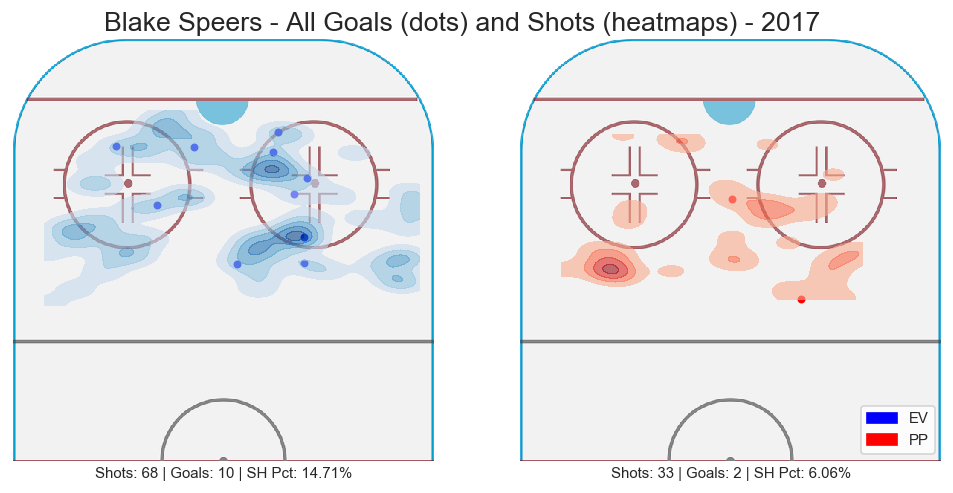 Blake Speers - All Goals (dots) and Shots (heatmaps) - 2017
EV
PP
Shots: 68 | Goals: 10 | SH Pct: 14.71%
Shots: 33 | Goals: 2 | SH Pct: 6.06%